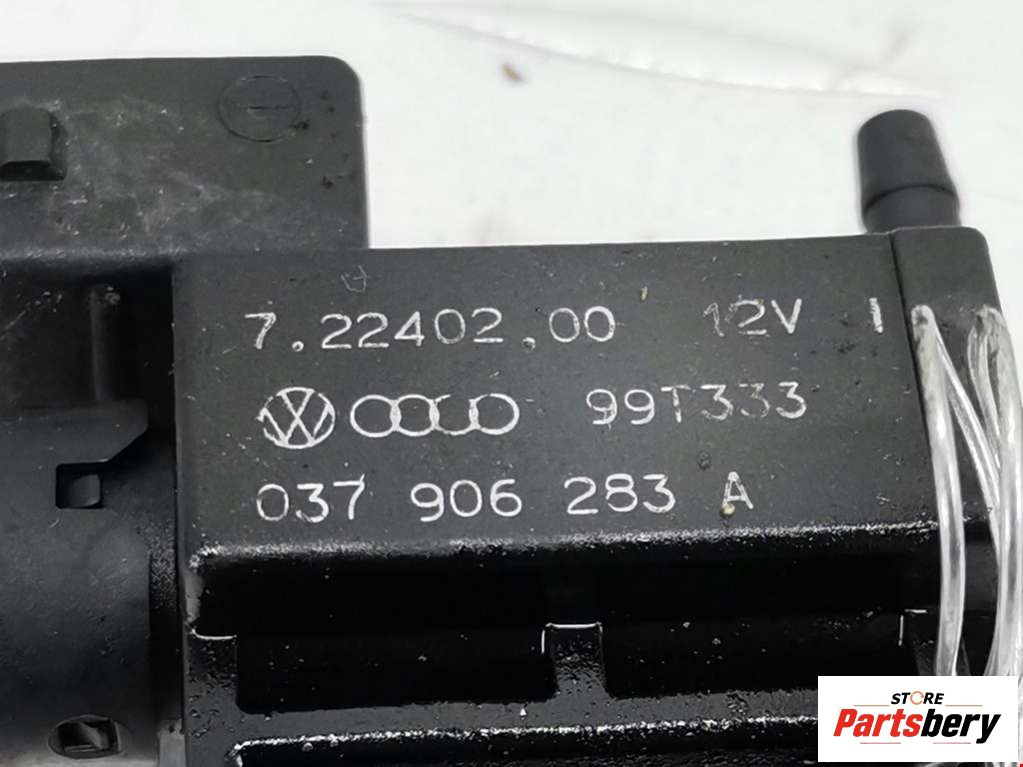 7.22402.00 12V I
99T333
037 906 283 A
STORE
Partsbery